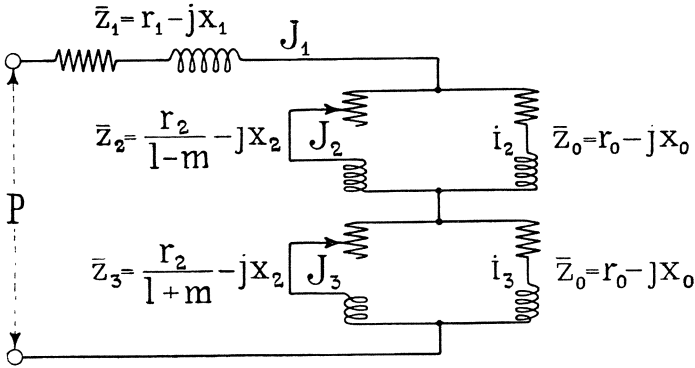 z̄₁=r₁-jx₁
J₁
z̄₂= r₂/1-m -jx₂
J₂
i₂
z̄₀=r₀-jx₀
P
z̄₃= r₂/1+m -jx₂
J₃
i₃
z̄₀=r₀-jx₀